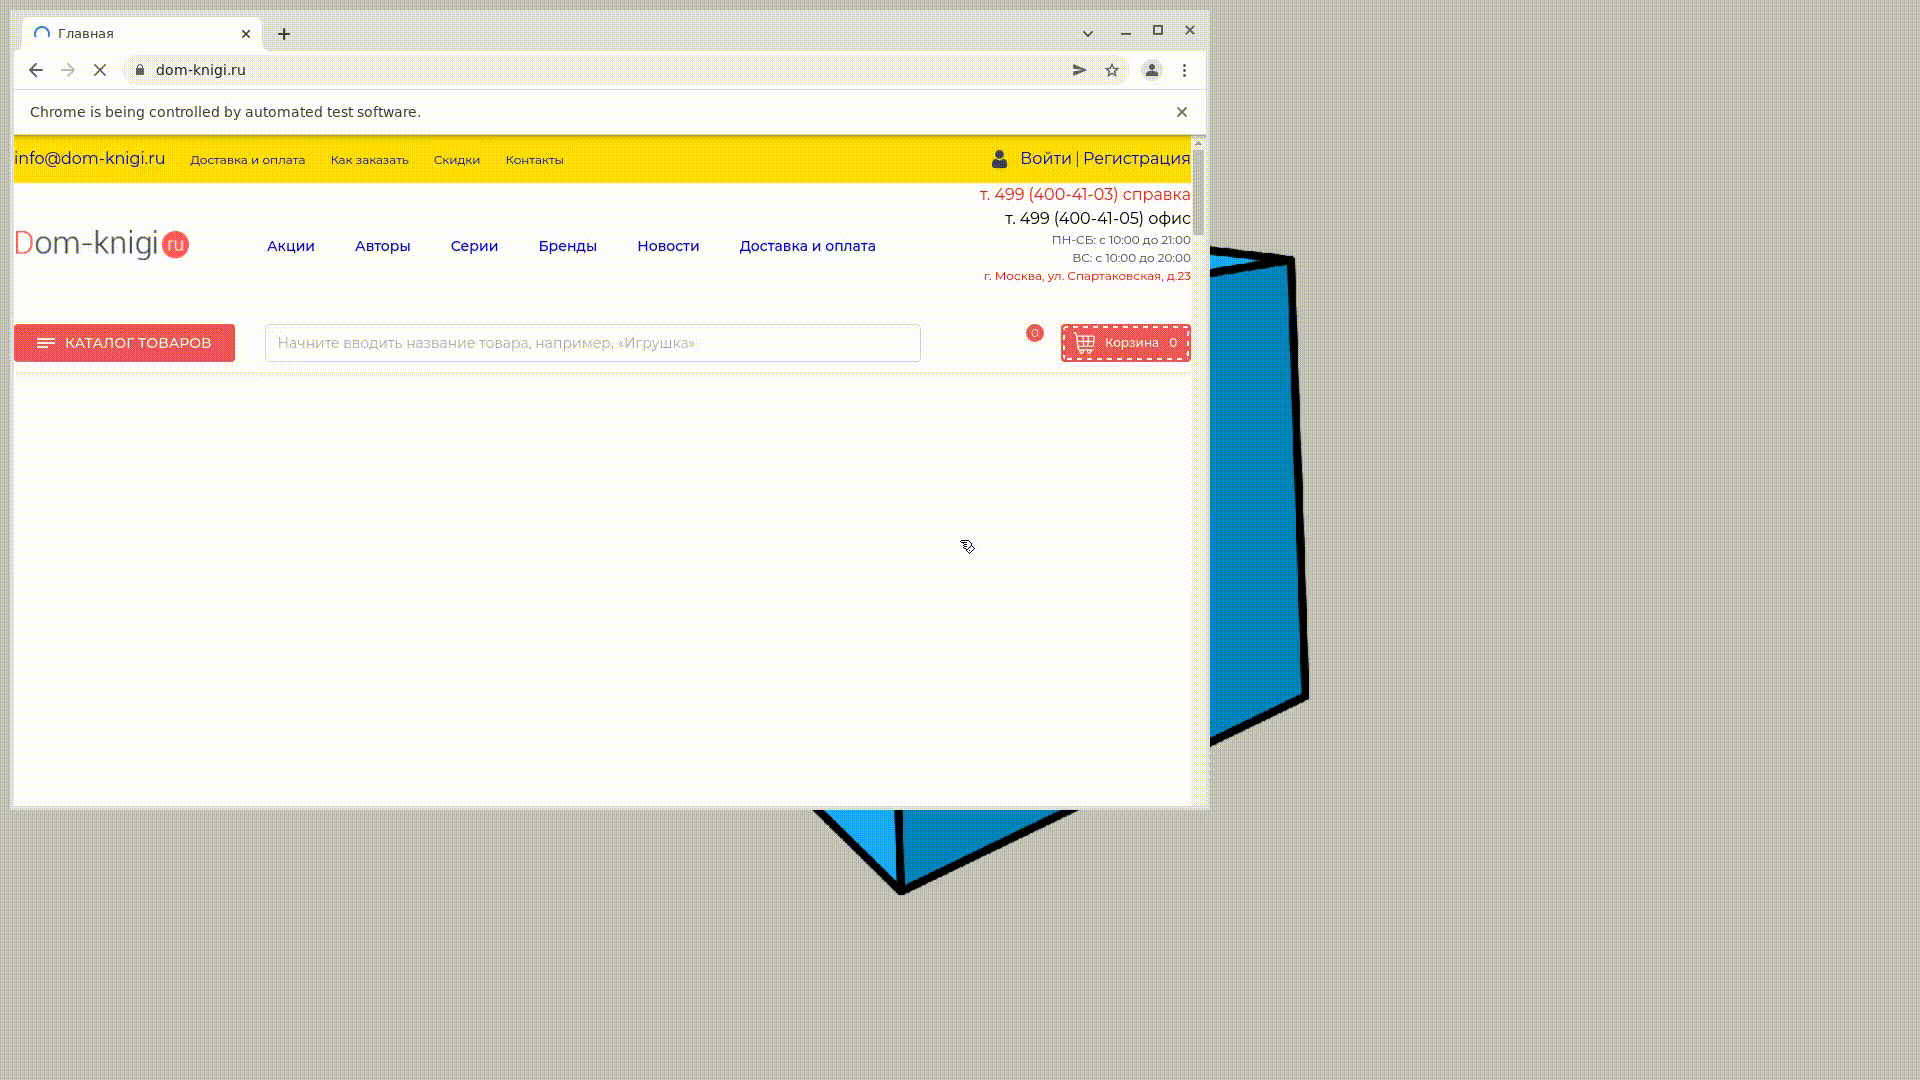 Главная
dom-knigi.ru
Chrome is being controlled by automated test software.
info@dom-knigi.ru Доставка и оплата Как заказать Скидки Контакты Войти | Регистрация
т. 499 (400-41-03) справка
т. 499 (400-41-05) офис
ПН-СБ: с 10:00 до 21:00
ВС: с 10:00 до 20:00
г. Москва, ул. Спартаковская, д.23
Dom-knigi ru Акции Авторы Серии Бренды Новости Доставка и оплата
КАТАЛОГ ТОВАРОВ Начните вводить название товара, например, «Игрушка» 0 Корзина 0